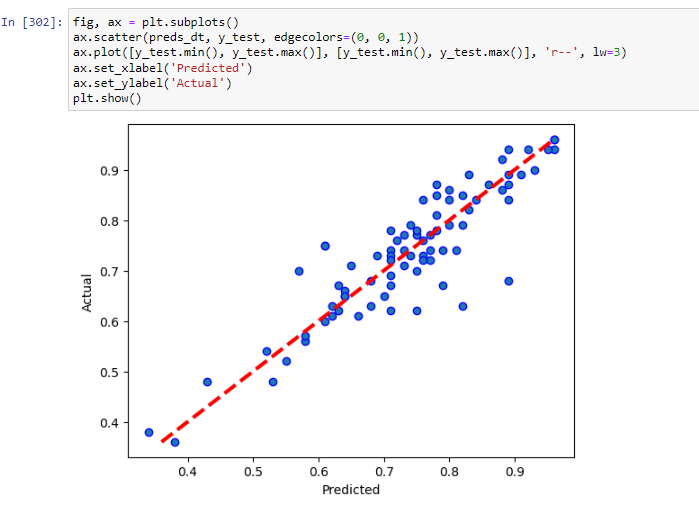 In [302]: fig, ax = plt.subplots()
ax.scatter(preds_dt, y_test, edgecolors=(0, 0, 1))
ax.plot([y_test.min(), y_test.max()], [y_test.min(), y_test.max()], 'r--', lw=3)
ax.set_xlabel('Predicted')
ax.set_ylabel('Actual')
plt.show()
0.9
0.8
0.7
0.6
0.5
0.4
Actual
0.4 0.5 0.6 0.7 0.8 0.9
Predicted